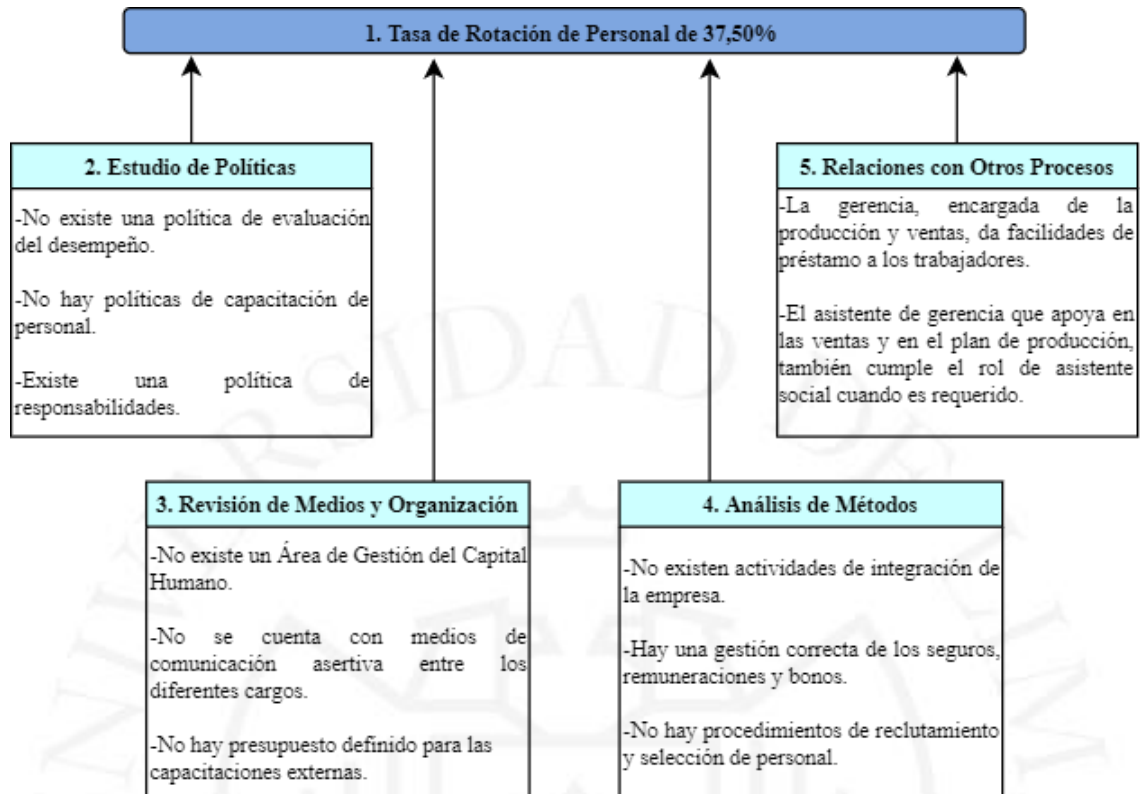 1. Tasa de Rotación de Personal de 37,50%
2. Estudio de Políticas
-No existe una política de evaluación
del desempeño.
-No hay políticas de capacitación de
personal.
-Existe una política de
responsabilidades.
5. Relaciones con Otros Procesos
-La gerencia, encargada de la
producción y ventas, da facilidades de
préstamo a los trabajadores.
-El asistente de gerencia que apoya en
las ventas y en el plan de producción,
también cumple el rol de asistente
social cuando es requerido.
3. Revisión de Medios y Organización
-No existe un Área de Gestión del Capital
Humano.
-No se cuenta con medios de
comunicación asertiva entre los
diferentes cargos.
-No hay presupuesto definido para las
capacitaciones externas.
4. Análisis de Métodos
-No existen actividades de integración de
la empresa.
-Hay una gestión correcta de los seguros,
remuneraciones y bonos.
-No hay procedimientos de reclutamiento
y selección de personal.